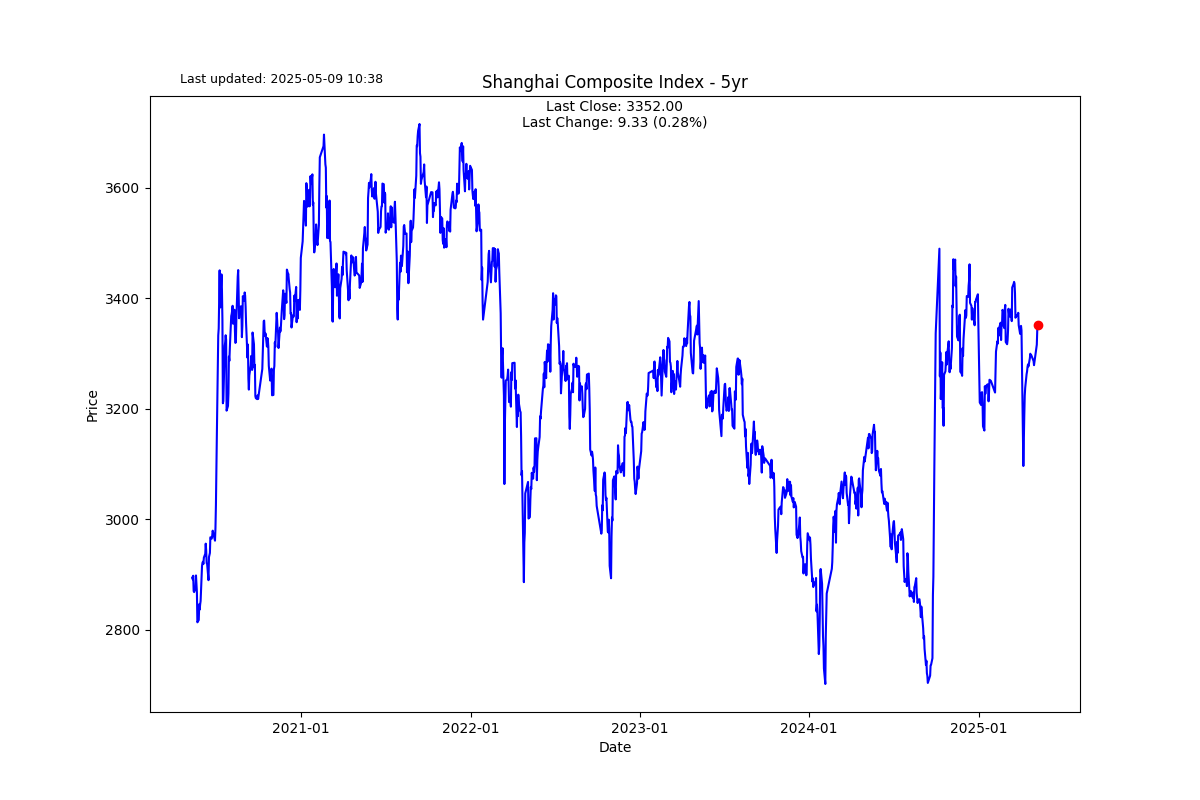 Last updated: 2025-05-09 10:38
Shanghai Composite Index - 5yr
Last Close: 3352.00
Last Change: 9.33 (0.28%)
3600
3400
3200
3000
2800
Price
2021-01
2022-01
2023-01
2024-01
2025-01
Date